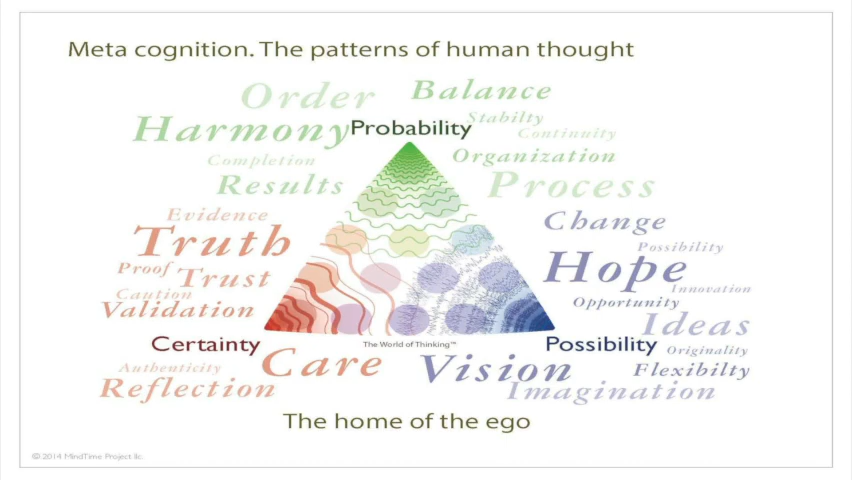 Meta cognition. The patterns of human thought
Order
Balance
Harmony
Probability
Stabilty
Continuity
Completion
Organization
Results
Process
Evidence
Change
Truth
Possibility
Proof
Trust
Hope
Innovation
Caution
Opportunity
Validation
Ideas
Certainty
The World of Thinking™
Possibility
Originality
Authenticity
Care
Vision
Flexibilty
Reflection
Imagination
The home of the ego
© 2014 MindTime Project llc.